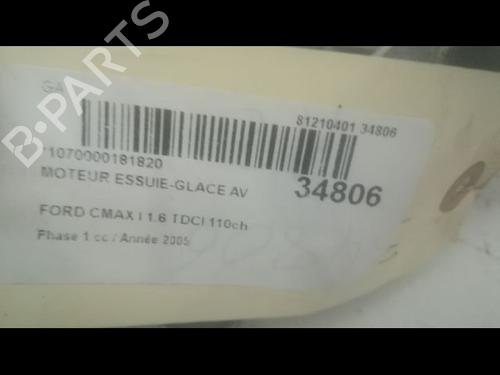 GA
81210401 34806
1070000181820
MOTEUR ESSUIE-GLACE AV
34806
FORD CMAX I 1.6 TDCI 110ch
Phase 1 cc / Année 2005
B-PARTS